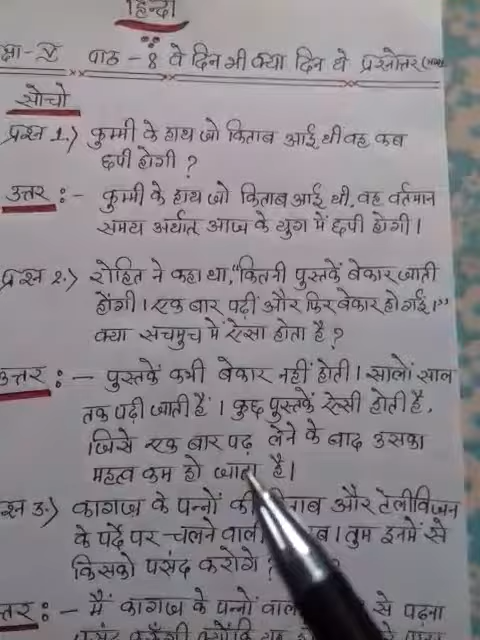 हिन्दी
पाठ - 8 वे दिन भी क्या दिन थे प्रश्नोत्तर
सोचो
प्रश्न 1.) कुम्मी के हाथ जो किताब आई थी वह कब
छपी होगी ?
उत्तर :- कुम्मी के हाथ जो किताब आई थी, वह वर्तमान
समय अर्थात् आज के युग में छपी होगी।
प्रश्न 2.) रोहित ने कहा था, "कितनी पुस्तकें बेकार जाती
होंगी। एक बार पढ़ीं और फिर बेकार हो गई।"
क्या सचमुच में ऐसा होता है ?
उत्तर :- पुस्तकें कभी बेकार नहीं होती। सालों साल
तक पढ़ी जाती हैं। कुछ पुस्तकें ऐसी होती है,
जिसे एक बार पढ़ लेने के बाद उसका
महत्व कम हो जाता है।
प्रश्न 3.) कागज के पन्नों की किताब और टेलीविजन
के पर्दे पर चलने वाली। तुम इनमें से
किसको पसंद करोगे ?
उत्तर :- मैं कागज के पन्नों से पढ़ना